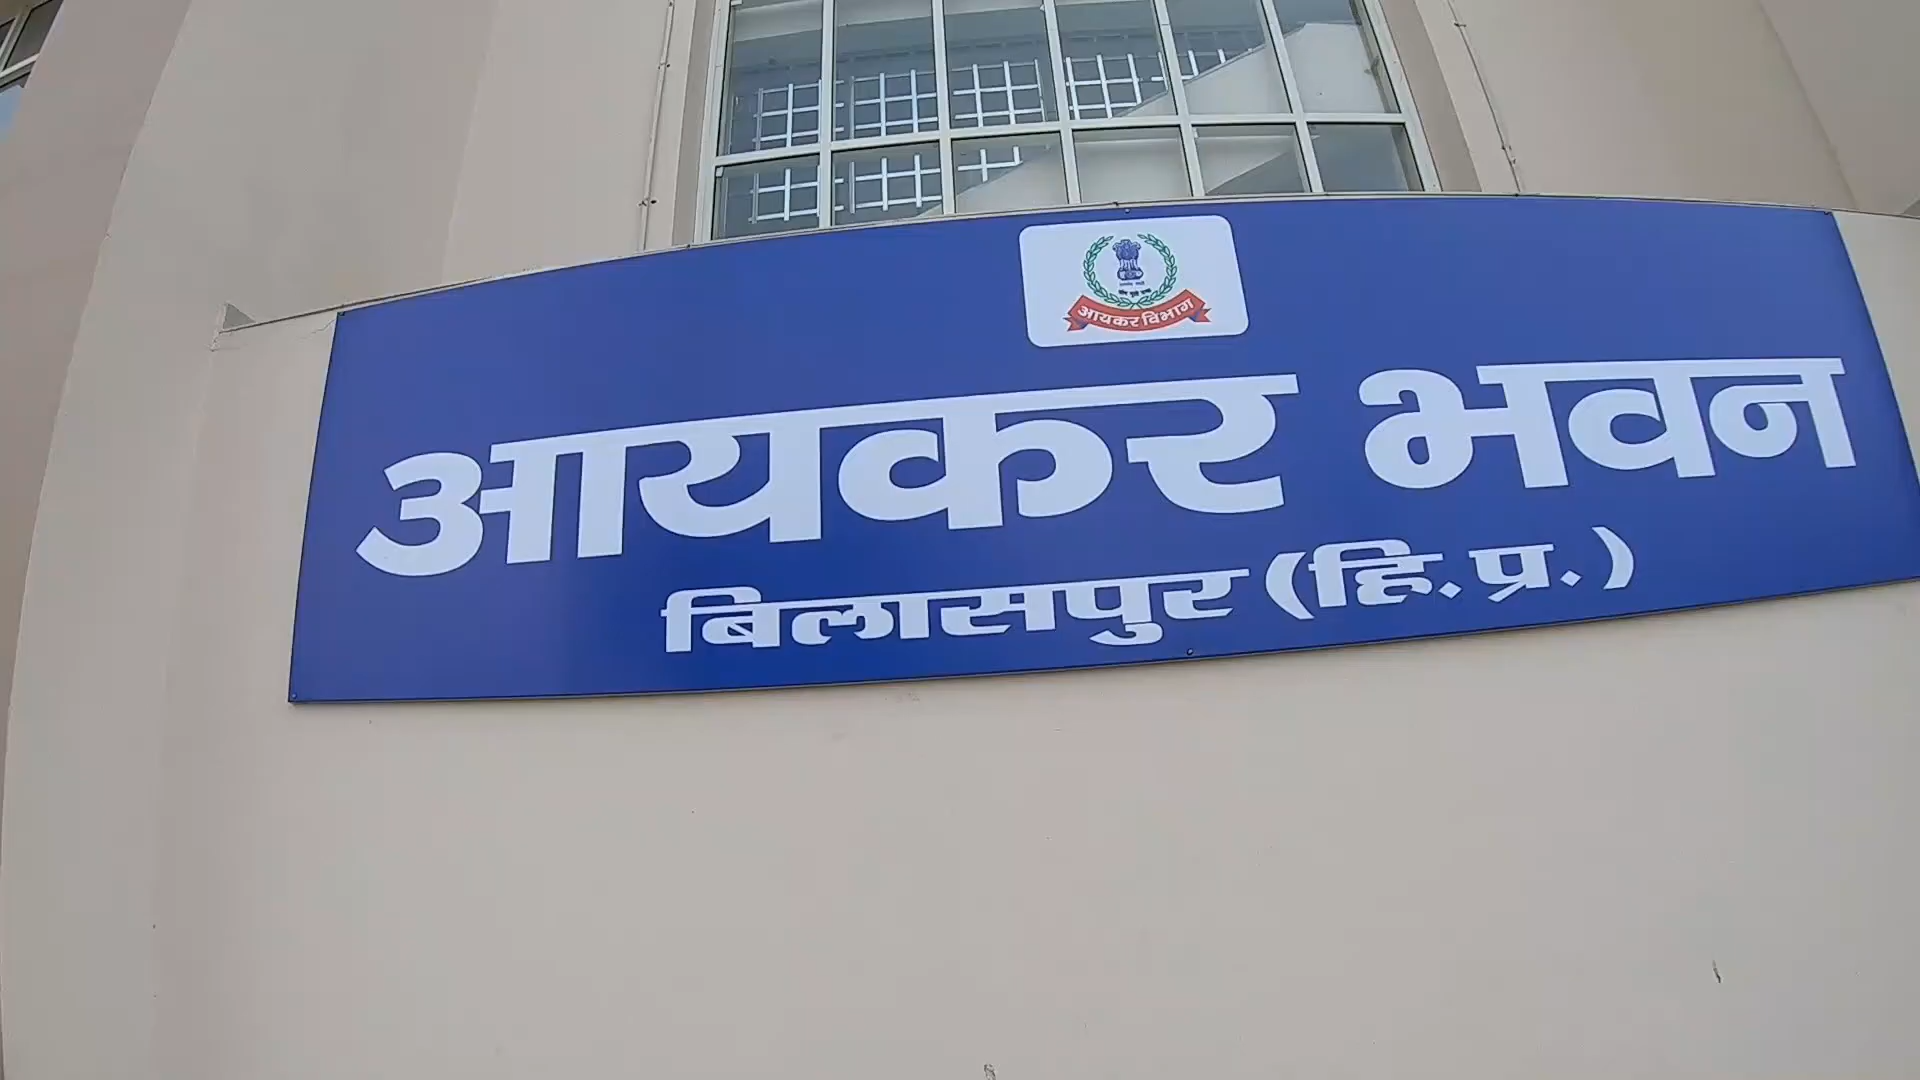 आयकर विभाग
आयकर भवन
बिलासपुर (हि. प्र.)